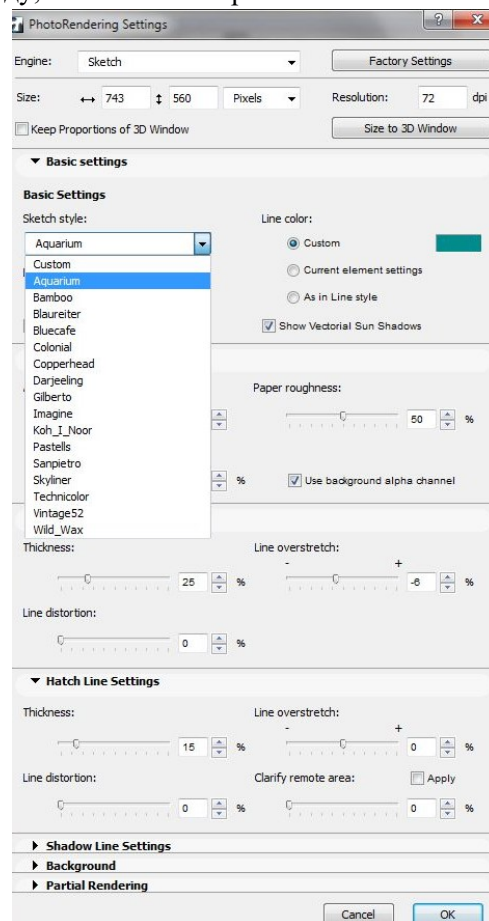 PhotoRendering Settings
Engine: Sketch Factory Settings
Size: 743 560 Pixels Resolution: 72 dpi
Keep Proportions of 3D Window Size to 3D Window
Basic settings
Basic Settings
Sketch style: Line color:
Aquarium Custom
Custom
Aquarium Current element settings
Bamboo
Blaureiter As in Line style
Bluecafe Show Vectorial Sun Shadows
Colonial
Copperhead
Darjeeling Paper roughness:
Gilberto
Imagine 50 %
Koh_I_Noor
Pastells
Sanpietro
Skyliner % Use background alpha channel
Technicolor
Vintage52
Wild_Wax
Thickness: Line overstretch:
- +
25 % -6 %
Line distortion:
0 %
Hatch Line Settings
Thickness: Line overstretch:
- +
15 % 0 %
Line distortion: Clarify remote area: Apply
0 % 0 %
Shadow Line Settings
Background
Partial Rendering
Cancel OK